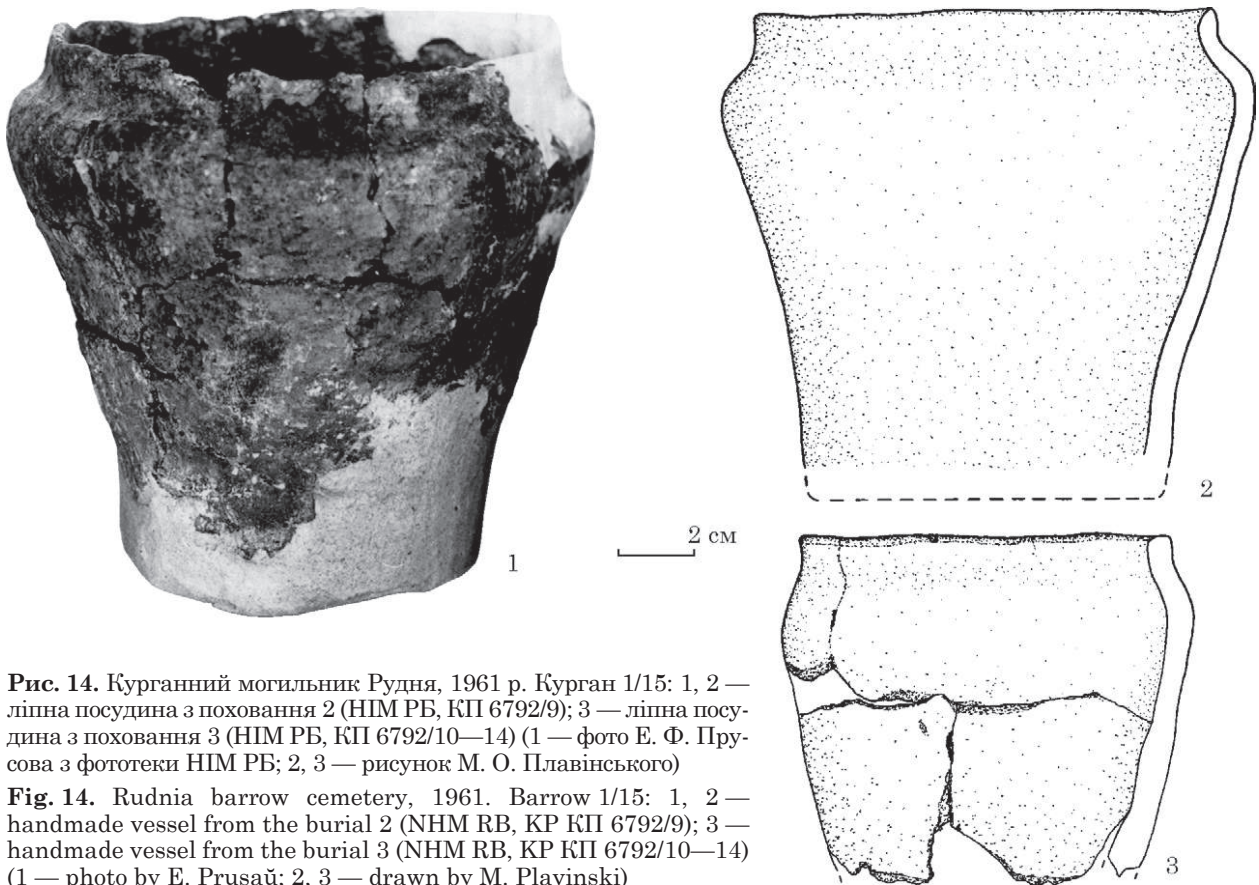 2
1
2 см
3
Рис. 14. Курганний могильник Рудня, 1961 р. Курган 1/15: 1, 2 —
ліпна посудина з поховання 2 (НІМ РБ, КП 6792/9); 3 — ліпна посу-
дина з поховання 3 (НІМ РБ, КП 6792/10—14) (1 — фото Е. Ф. Пру-
сова з фототеки НІМ РБ; 2, 3 — рисунок М. О. Плавінського)
Fig. 14. Rudnia barrow cemetery, 1961. Barrow 1/15: 1, 2 —
handmade vessel from the burial 2 (NHM RB, KP КП 6792/9); 3 —
handmade vessel from the burial 3 (NHM RB, KP КП 6792/10—14)
(1 — photo by E. Prusaŭ; 2, 3 — drawn by M. Plavinski)